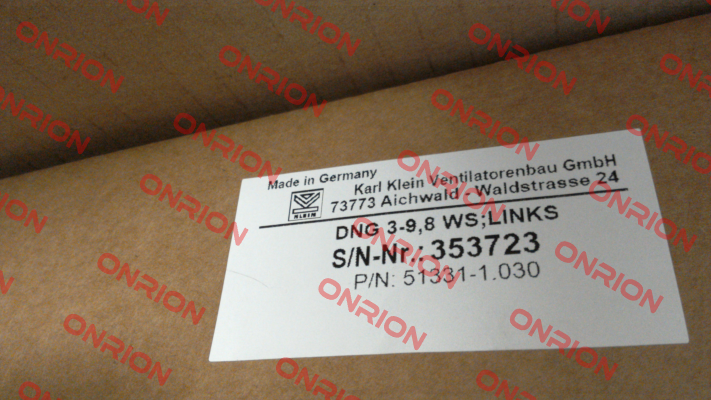 Made in Germany
Karl Klein Ventilatorenbau GmbH
73773 Aichwald / Waldstrasse 24
KLEIN
DNG 3-9,8 WS;LINKS
S/N-Nr.: 353723
P/N: 51331-1.030
ONRION